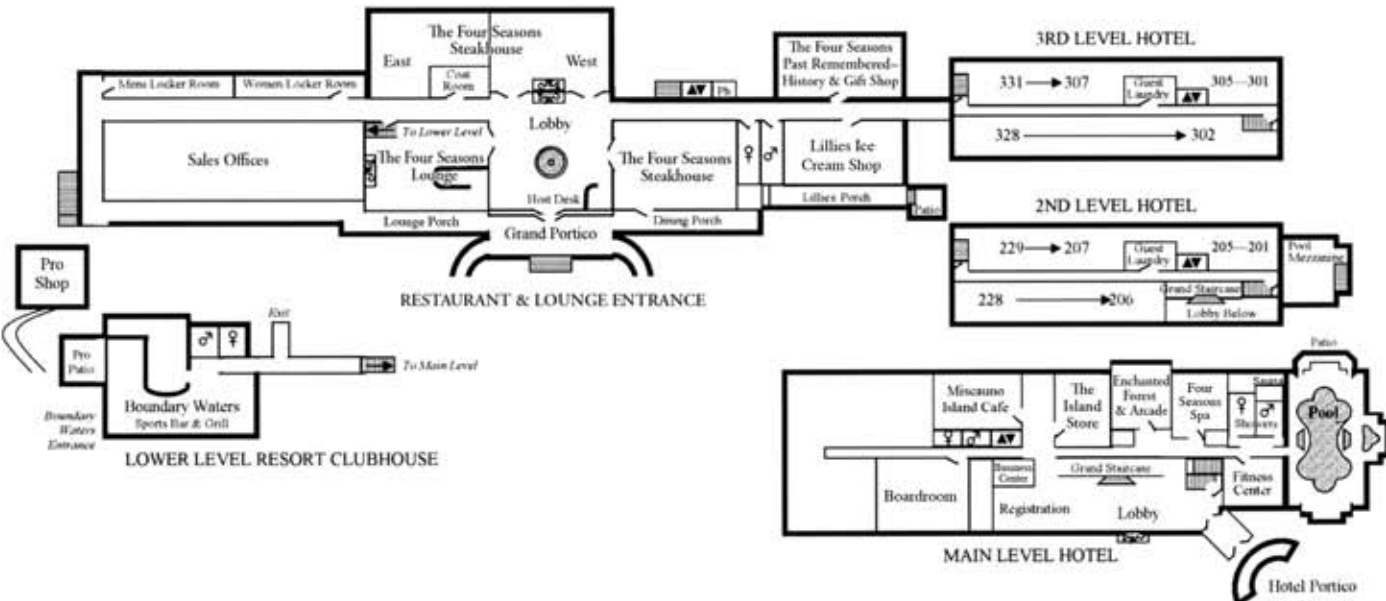 The Four Seasons
Steakhouse
East
West
Coat
Room
Mens Locker Room
Women Locker Room
Ph
The Four Seasons
Past Remembered–
History & Gift Shop
Lobby
To Lower Level
Sales Offices
The Four Seasons
Lounge
The Four Seasons
Steakhouse
Lillies Ice
Cream Shop
Host Desk
Lounge Porch
Dining Porch
Lillies Porch
Patio
Grand Portico
RESTAURANT & LOUNGE ENTRANCE
3RD LEVEL HOTEL
331 → 307
Guest
Laundry
305—301
328 → 302
2ND LEVEL HOTEL
229 → 207
Guest
Laundry
205—201
Pool
Mezzanine
228 → 206
Grand Staircase
Lobby Below
Pro
Shop
Exit
Pro
Patio
To Main Level
Boundary Waters
Sports Bar & Grill
Boundary
Waters
Entrance
LOWER LEVEL RESORT CLUBHOUSE
Patio
Miscauno
Island Cafe
The
Island
Store
Enchanted
Forest
& Arcade
Four
Seasons
Spa
Sauna
Showers
Pool
Boardroom
Business
Center
Grand Staircase
Fitness
Center
Registration
Lobby
MAIN LEVEL HOTEL
Hotel Portico